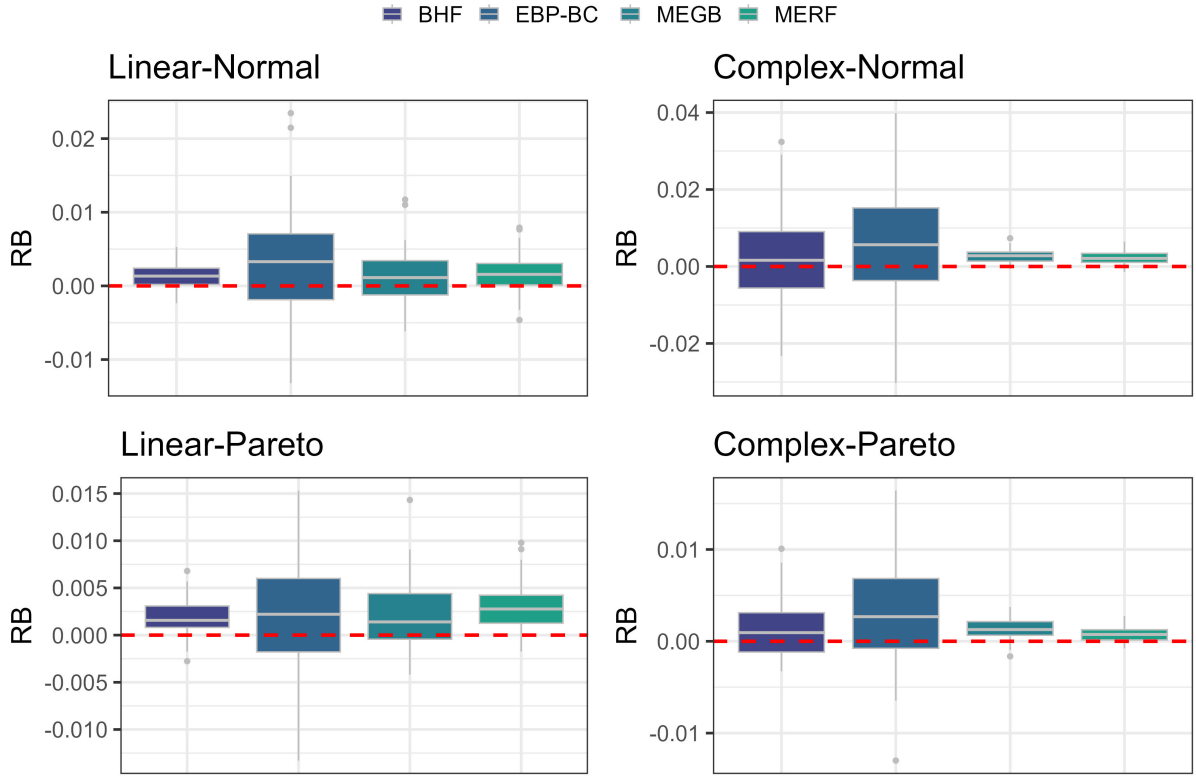 BHF EBP-BC MEGB MERF
Linear-Normal
RB
0.02
0.01
0.00
-0.01
Complex-Normal
RB
0.04
0.02
0.00
-0.02
Linear-Pareto
RB
0.015
0.010
0.005
0.000
-0.005
-0.010
Complex-Pareto
RB
0.01
0.00
-0.01